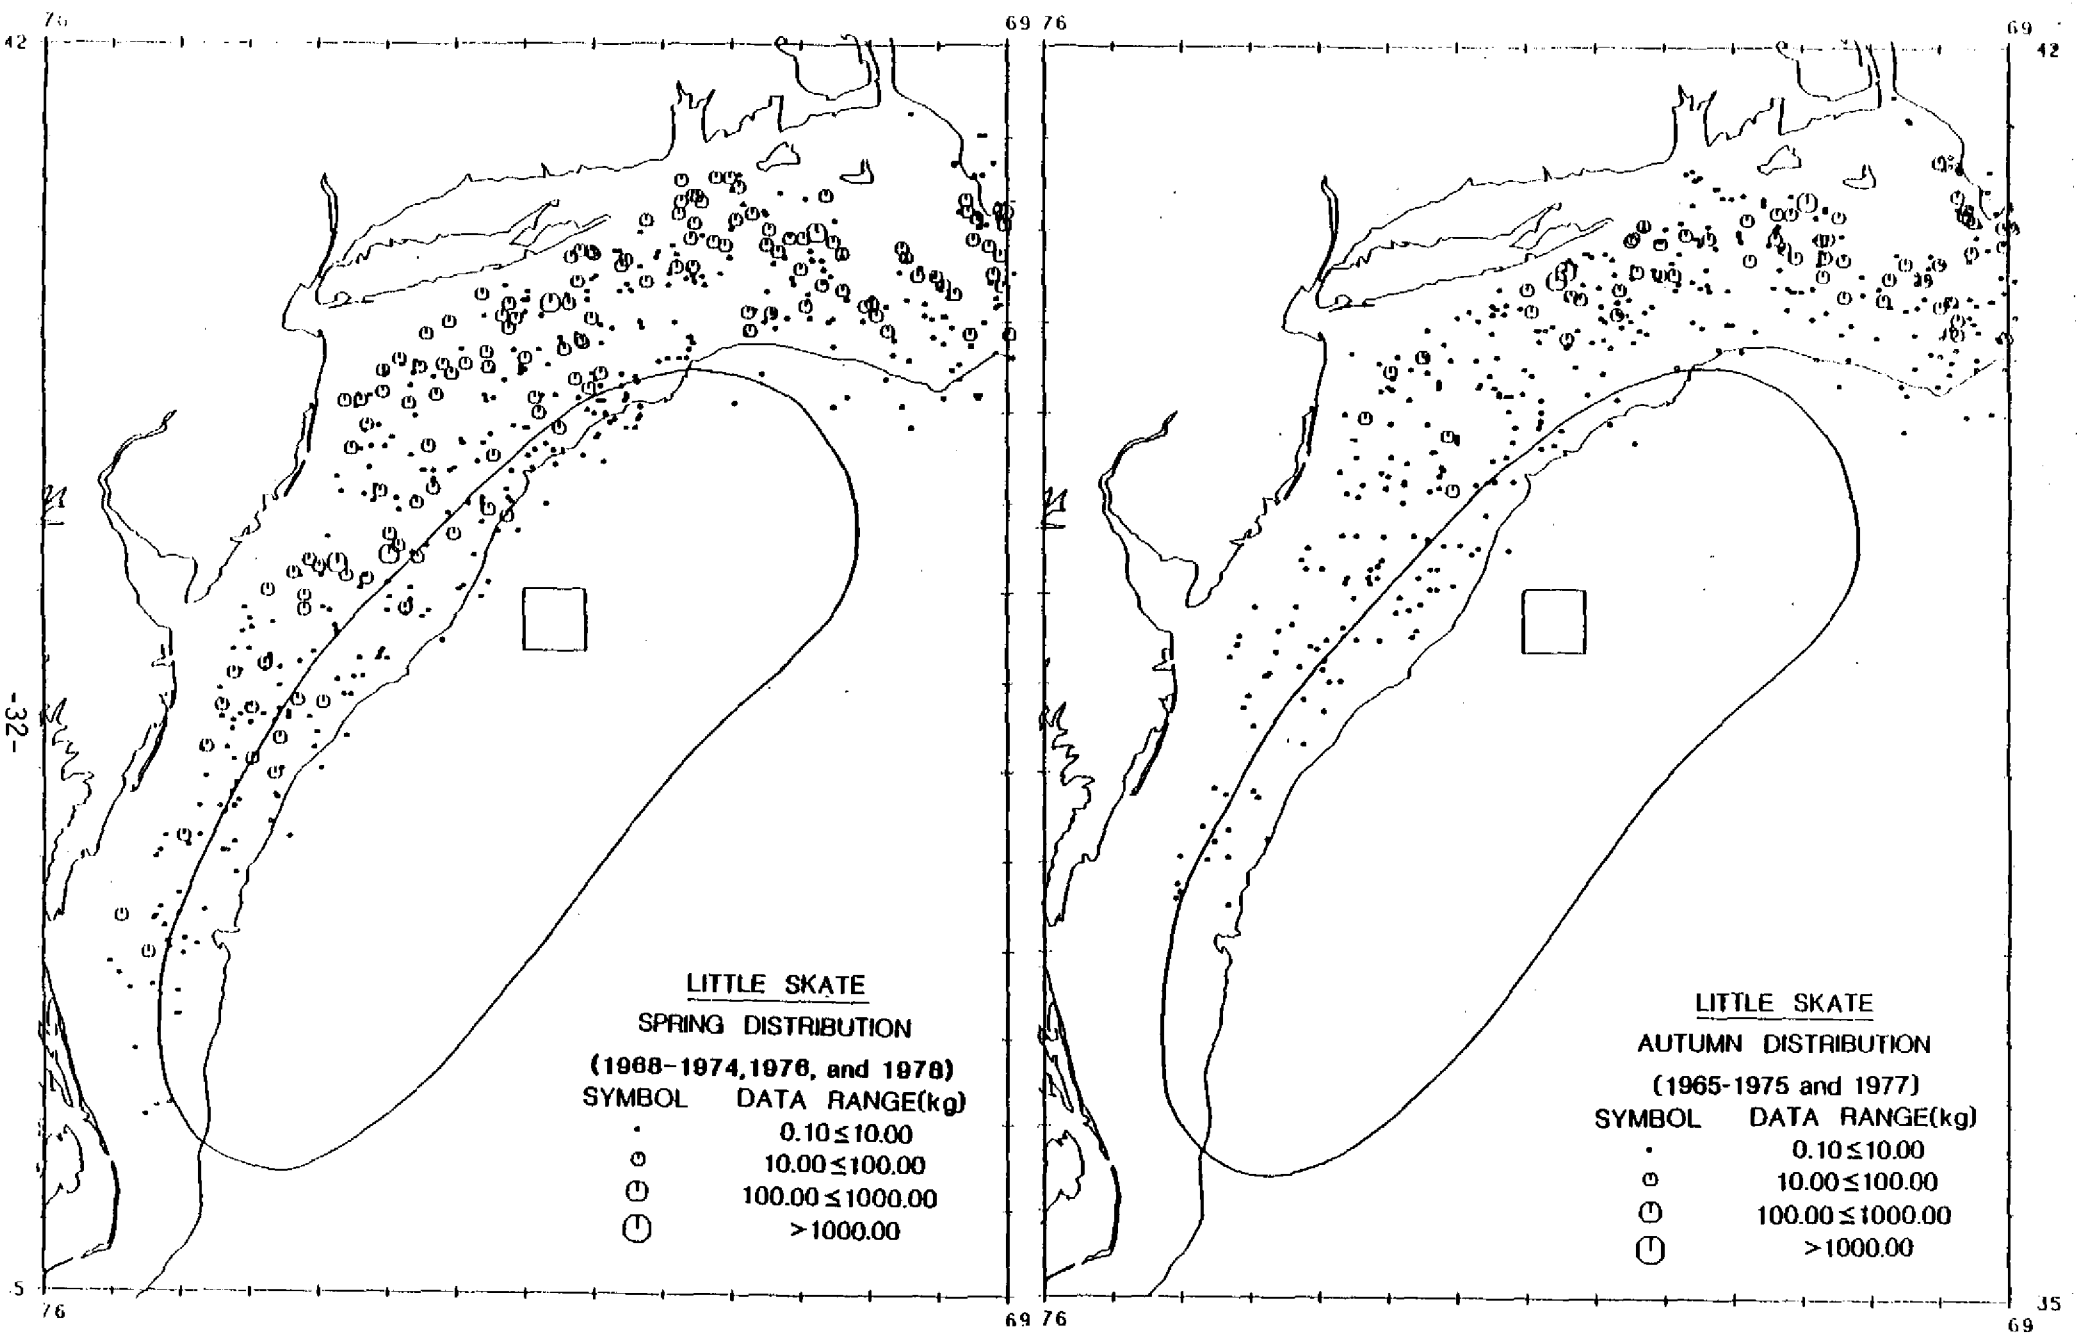 76
69 76
69
42
42
-32-
LITTLE SKATE
SPRING DISTRIBUTION
(1968-1974,1976, and 1978)
SYMBOL DATA RANGE(kg)
0.10≤10.00
10.00≤100.00
100.00≤1000.00
>1000.00
LITTLE SKATE
AUTUMN DISTRIBUTION
(1965-1975 and 1977)
SYMBOL DATA RANGE(kg)
0.10≤10.00
10.00≤100.00
100.00≤1000.00
>1000.00
5
35
76
69 76
69